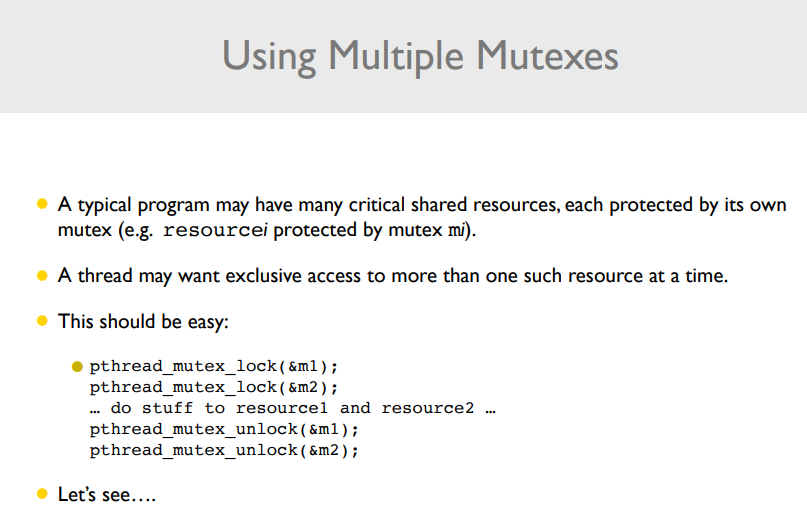 Using Multiple Mutexes
A typical program may have many critical shared resources, each protected by its own
mutex (e.g. resourcei protected by mutex mi).
A thread may want exclusive access to more than one such resource at a time.
This should be easy:
pthread_mutex_lock(&m1);
pthread_mutex_lock(&m2);
… do stuff to resource1 and resource2 …
pthread_mutex_unlock(&m1);
pthread_mutex_unlock(&m2);
Let's see….